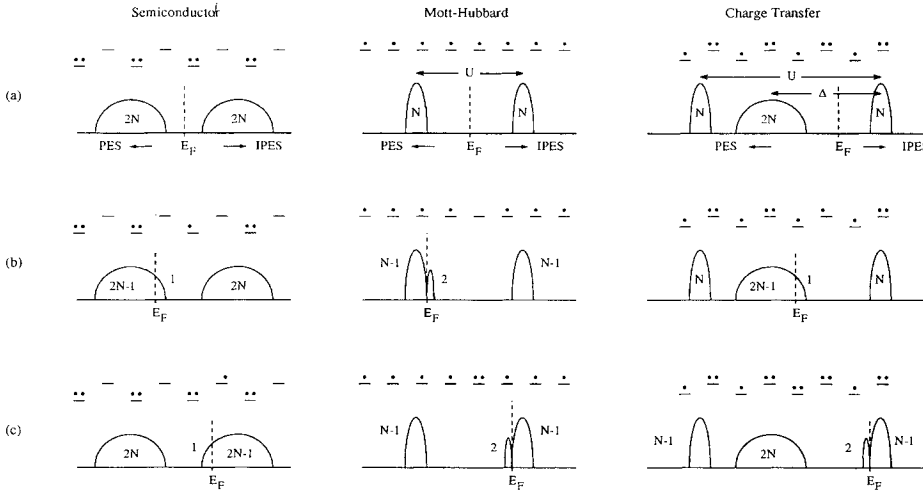 Semiconductor Mott-Hubbard Charge Transfer
U U
Δ
(a) 2N 2N N N N 2N N
PES E_F IPES PES E_F IPES PES E_F IPES
(b) 2N-1 1 2N N-1 2 N-1 N 2N-1 1 N
E_F E_F E_F
(c) 2N 1 2N-1 N-1 2 N-1 N-1 2N 2 N-1
E_F E_F E_F